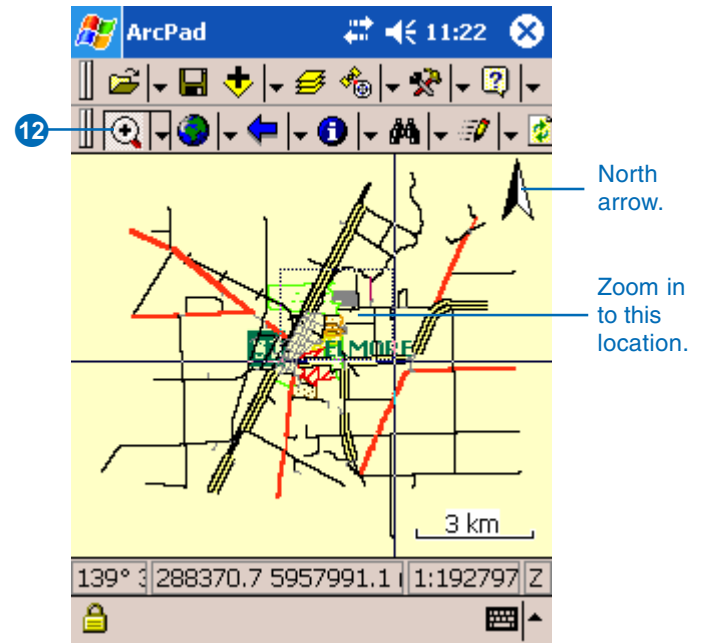 ArcPad 11:22
12
North
arrow.
Zoom in
to this
location.
ELMORE
3 km
139° 3 288370.7 5957991.1 1:192797 Z